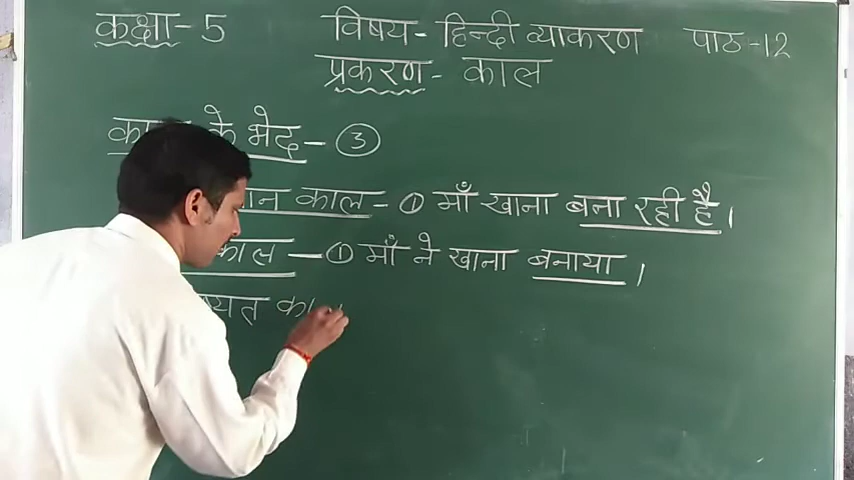 कक्षा - 5 विषय - हिन्दी व्याकरण पाठ - 12
प्रकरण - काल
के भेद - ③
काल - ① माँ खाना बना रही है।
काल - ① माँ ने खाना बनाया।